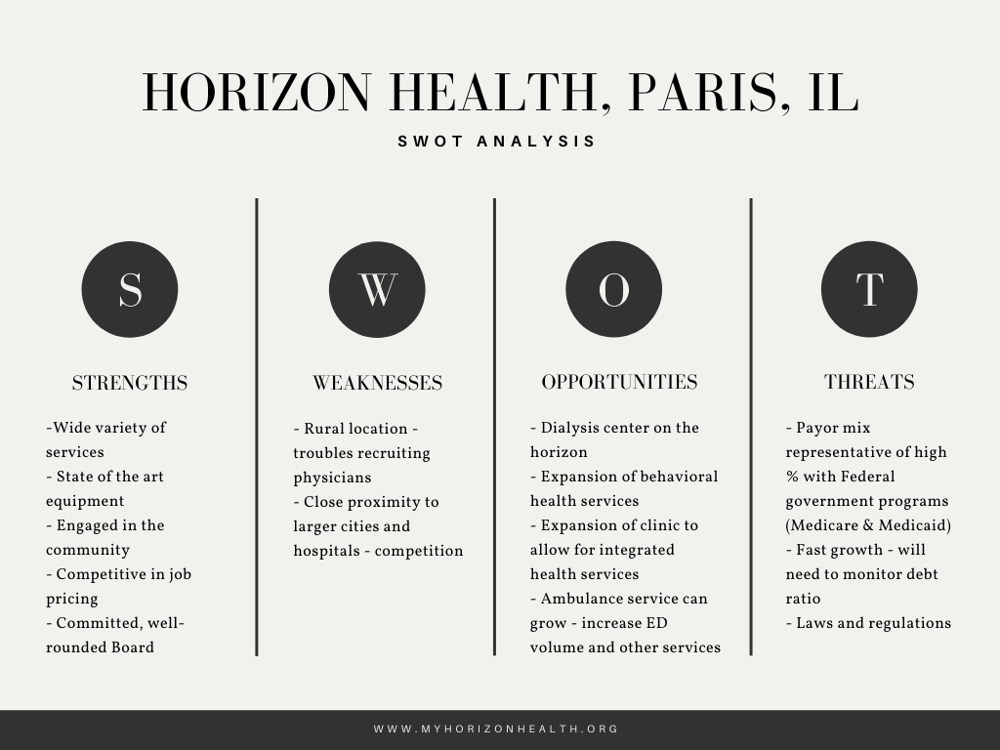 HORIZON HEALTH, PARIS, IL
SWOT ANALYSIS
S
STRENGTHS
-Wide variety of
services
- State of the art
equipment
- Engaged in the
community
- Competitive in job
pricing
- Committed, well-
rounded Board
W
WEAKNESSES
- Rural location -
troubles recruiting
physicians
- Close proximity to
larger cities and
hospitals - competition
O
OPPORTUNITIES
- Dialysis center on the
horizon
- Expansion of behavioral
health services
- Expansion of clinic to
allow for integrated
health services
- Ambulance service can
grow - increase ED
volume and other services
T
THREATS
- Payor mix
representative of high
% with Federal
government programs
(Medicare & Medicaid)
- Fast growth - will
need to monitor debt
ratio
- Laws and regulations
WWW.MYHORIZONHEALTH.ORG